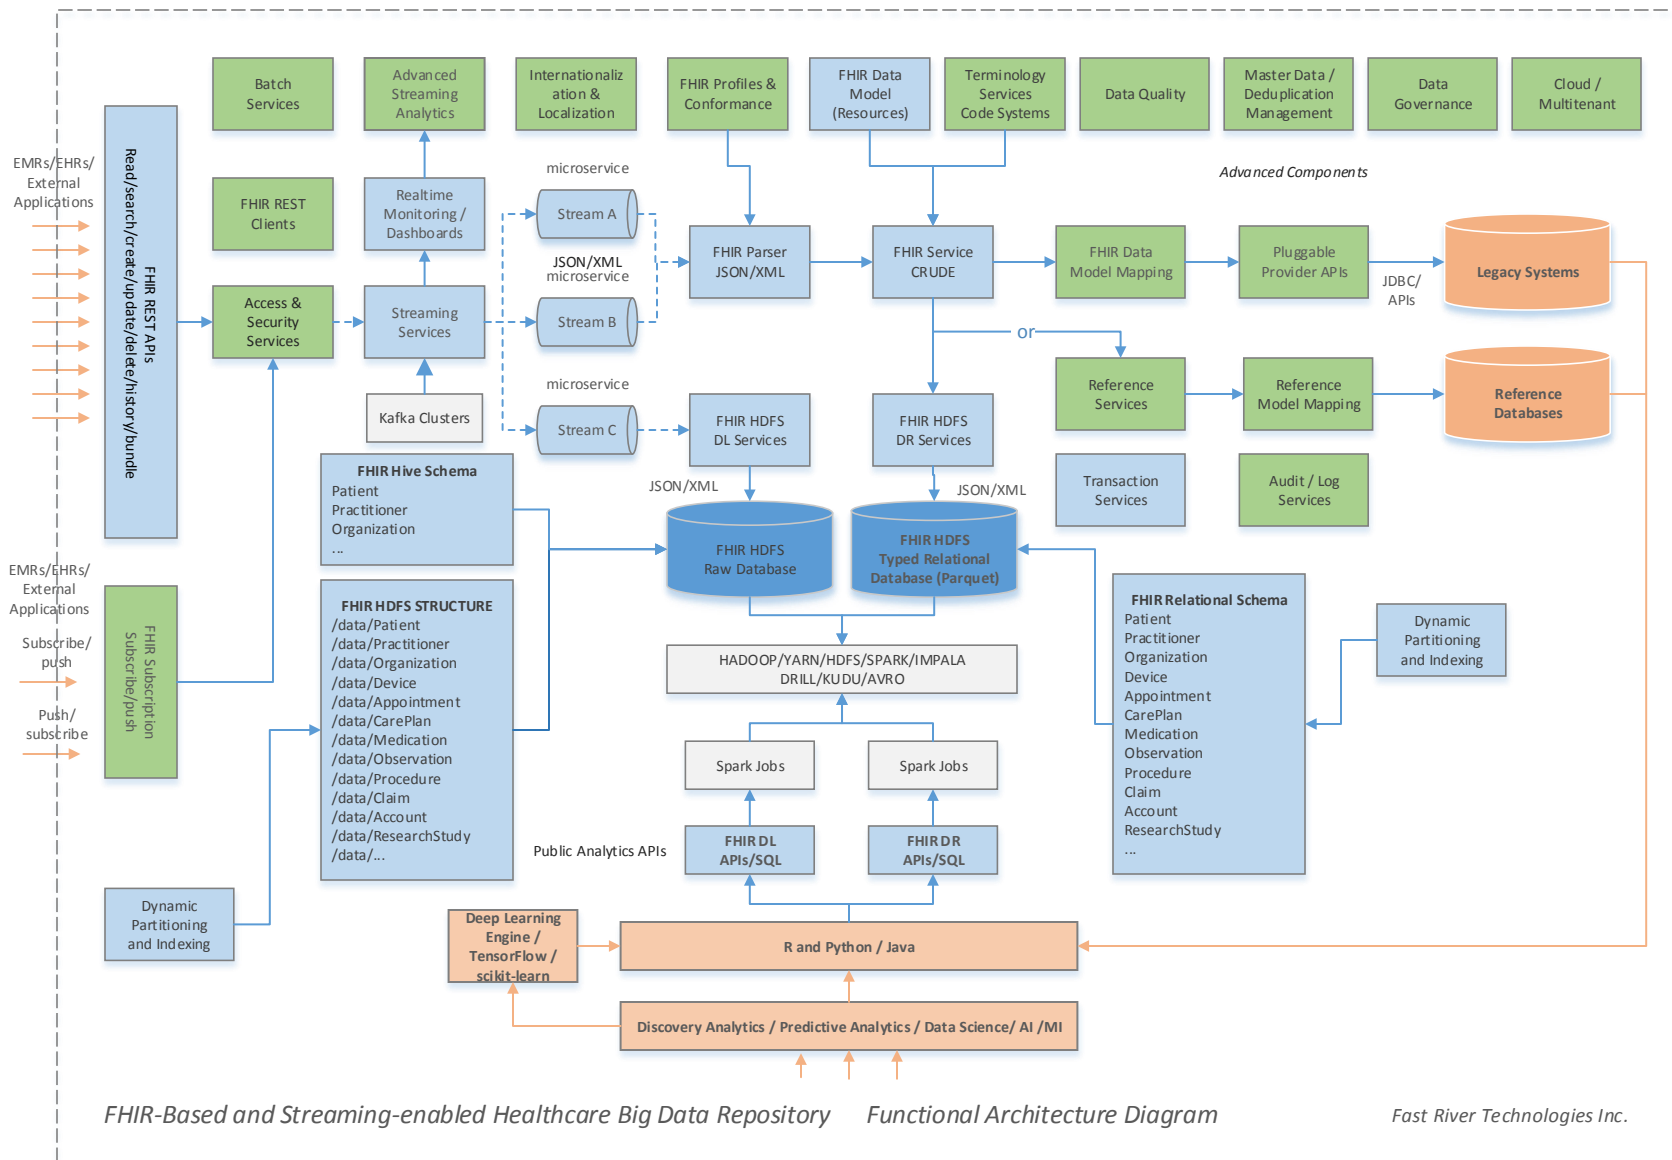 Batch
Services
Advanced
Streaming
Analytics
Internationaliz
ation &
Localization
FHIR Profiles &
Conformance
FHIR Data
Model
(Resources)
Terminology
Services
Code Systems
Data Quality
Master Data /
Deduplication
Management
Data
Governance
Cloud /
Multitenant
Advanced Components
EMRs/EHRs/
External
Applications
FHIR REST APIs
Read/search/create/update/delete/history/bundle
FHIR REST
Clients
Realtime
Monitoring /
Dashboards
microservice
Stream A
JSON/XML
microservice
Stream B
FHIR Parser
JSON/XML
FHIR Service
CRUDE
FHIR Data
Model Mapping
Pluggable
Provider APIs
JDBC/
APIs
Legacy Systems
Access &
Security
Services
Streaming
Services
or
Kafka Clusters
microservice
Stream C
FHIR HDFS
DL Services
FHIR HDFS
DR Services
Reference
Services
Reference
Model Mapping
Reference
Databases
Transaction
Services
Audit / Log
Services
JSON/XML
JSON/XML
FHIR Hive Schema
Patient
Practitioner
Organization
...
FHIR HDFS
Raw Database
FHIR HDFS
Typed Relational
Database (Parquet)
EMRs/EHRs/
External
Applications
Subscribe/
push
Push/
subscribe
FHIR Subscription
Subscribe/push
FHIR HDFS STRUCTURE
/data/Patient
/data/Practitioner
/data/Organization
/data/Device
/data/Appointment
/data/CarePlan
/data/Medication
/data/Observation
/data/Procedure
/data/Claim
/data/Account
/data/ResearchStudy
/data/...
HADOOP/YARN/HDFS/SPARK/IMPALA
DRILL/KUDU/AVRO
FHIR Relational Schema
Patient
Practitioner
Organization
Device
Appointment
CarePlan
Medication
Observation
Procedure
Claim
Account
ResearchStudy
...
Dynamic
Partitioning
and Indexing
Spark Jobs
Spark Jobs
Public Analytics APIs
FHIR DL
APIs/SQL
FHIR DR
APIs/SQL
Dynamic
Partitioning
and Indexing
Deep Learning
Engine /
TensorFlow /
scikit-learn
R and Python / Java
Discovery Analytics / Predictive Analytics / Data Science/ AI /MI
FHIR-Based and Streaming-enabled Healthcare Big Data Repository
Functional Architecture Diagram
Fast River Technologies Inc.